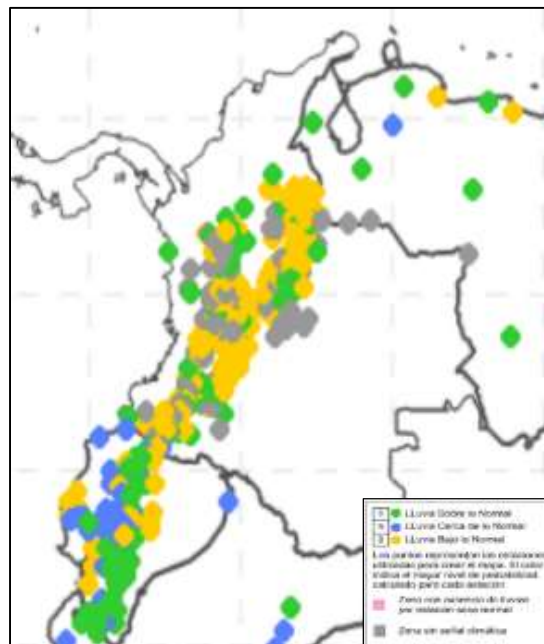 LLuvia Sobre lo Normal
LLuvia Cerca de lo Normal
LLuvia Bajo lo Normal
Los puntos representan las estaciones
utilizadas para crear el mapa. El color
indica el mayor nivel de probabilidad
calculado para cada estación
Zona con ausencia de lluvias
por estación seca normal
Zona sin señal climática